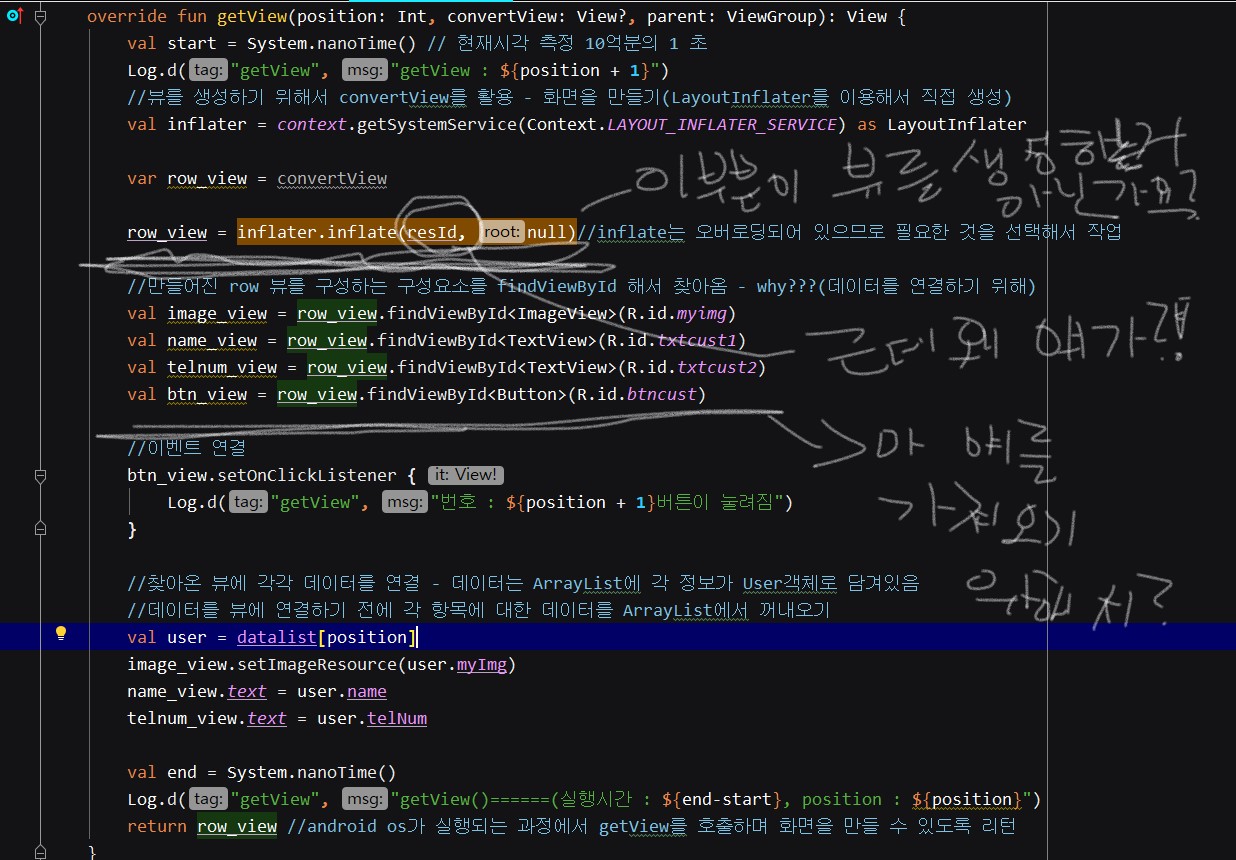 override fun getView(position: Int, convertView: View?, parent: ViewGroup): View {
val start = System.nanoTime() // 현재시각 측정 10억분의 1 초
Log.d( tag: "getView", msg: "getView : ${position + 1}")
//뷰를 생성하기 위해서 convertView를 활용 - 화면을 만들기(LayoutInflater를 이용해서 직접 생성)
val inflater = context.getSystemService(Context.LAYOUT_INFLATER_SERVICE) as LayoutInflater
var row_view = convertView
이부분이 뷰를 생성하는거
아닌가요?
row_view = inflater.inflate(resId, root: null)//inflate는 오버로딩되어 있으므로 필요한 것을 선택해서 작업
//만들어진 row 뷰를 구성하는 구성요소를 findViewById 해서 찾아옴 - why???(데이터를 연결하기 위해)
val image_view = row_view.findViewById<ImageView>(R.id.myimg)
val name_view = row_view.findViewById<TextView>(R.id.txtcust1)
근데 왜 얘가?!
val telnum_view = row_view.findViewById<TextView>(R.id.txtcust2)
val btn_view = row_view.findViewById<Button>(R.id.btncust)
//이벤트 연결
아 얘를
가져오기
위해서?
btn_view.setOnClickListener { it: View!
Log.d( tag: "getView", msg: "번호 : ${position + 1}버튼이 눌려짐")
}
//찾아온 뷰에 각각 데이터를 연결 - 데이터는 ArrayList에 각 정보가 User객체로 담겨있음
//데이터를 뷰에 연결하기 전에 각 항목에 대한 데이터를 ArrayList에서 꺼내오기
val user = datalist[position]
image_view.setImageResource(user.myImg)
name_view.text = user.name
telnum_view.text = user.telNum
val end = System.nanoTime()
Log.d( tag: "getView", msg: "getView()======(실행시간 : ${end-start}, position : ${position}")
return row_view //android os가 실행되는 과정에서 getView를 호출하며 화면을 만들 수 있도록 리턴
}